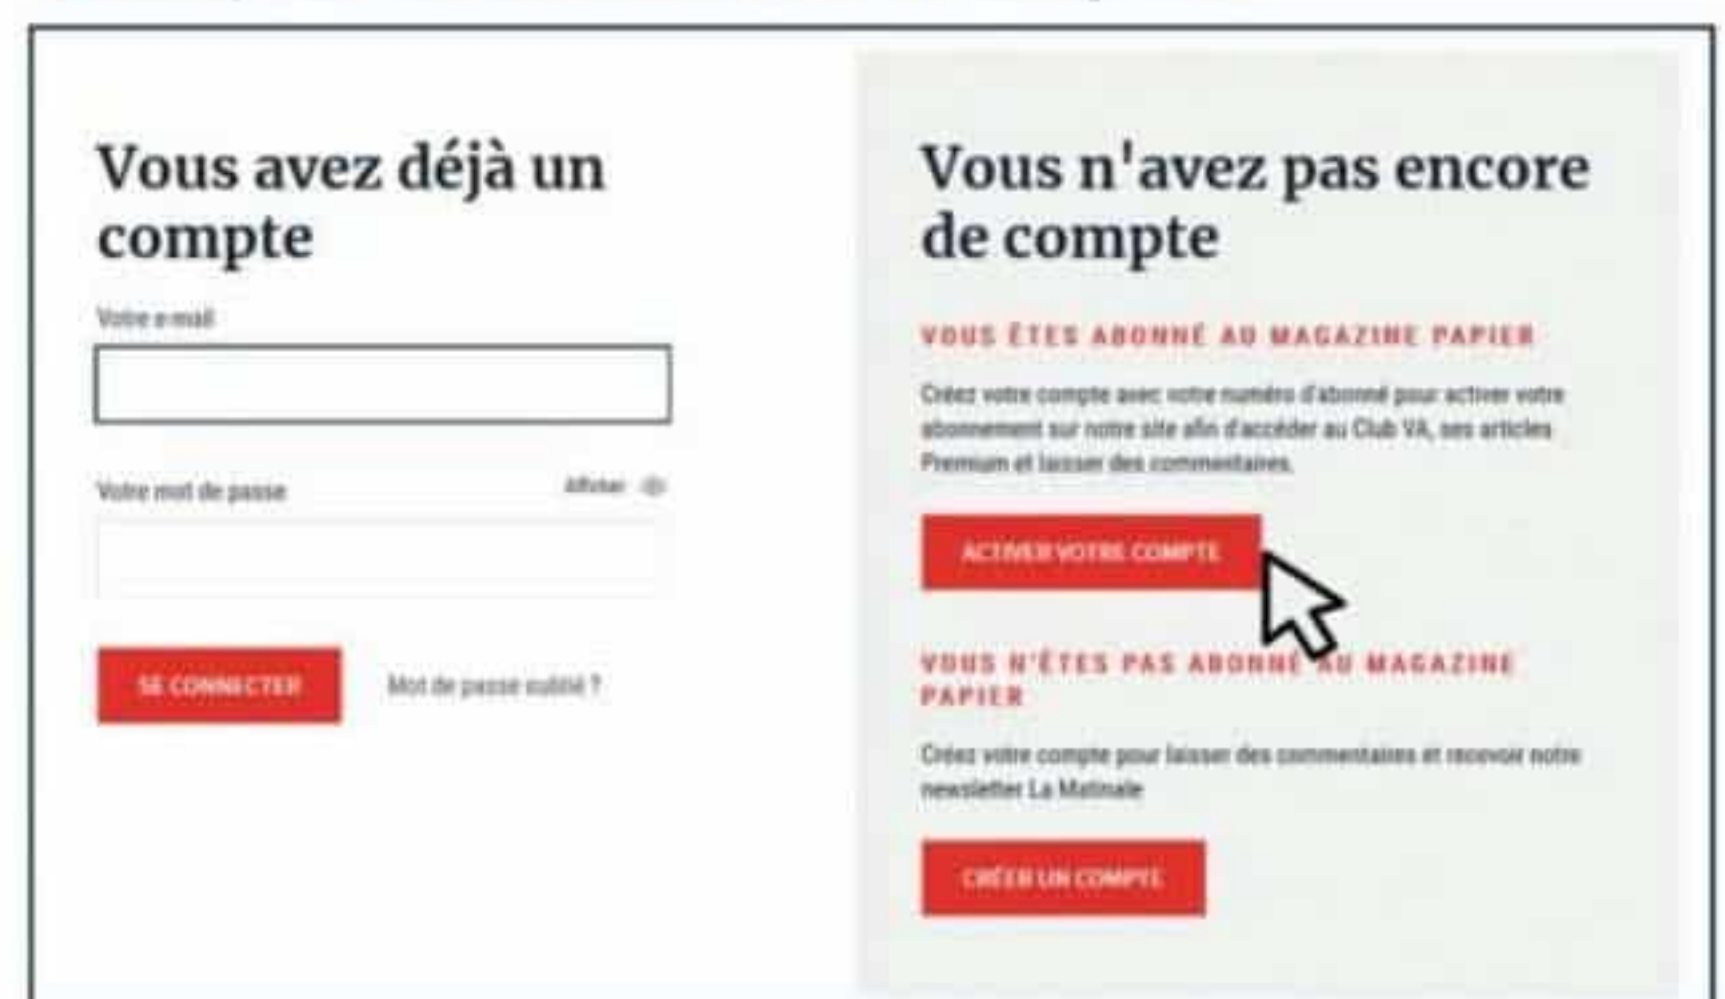 Vous avez déjà un
compte
Votre e-mail
Votre mot de passe
Afficher
SE CONNECTER
Mot de passe oublié ?
Vous n'avez pas encore
de compte
VOUS ÊTES ABONNÉ AU MAGAZINE PAPIER
Créez votre compte avec votre numéro d'abonné pour activer votre
abonnement sur notre site afin d'accéder au Club VA, ses articles
Premium et laisser des commentaires.
ACTIVER VOTRE COMPTE
VOUS N'ÊTES PAS ABONNÉ AU MAGAZINE
PAPIER
Créez votre compte pour laisser des commentaires et recevoir notre
newsletter La Matinale
CRÉER UN COMPTE